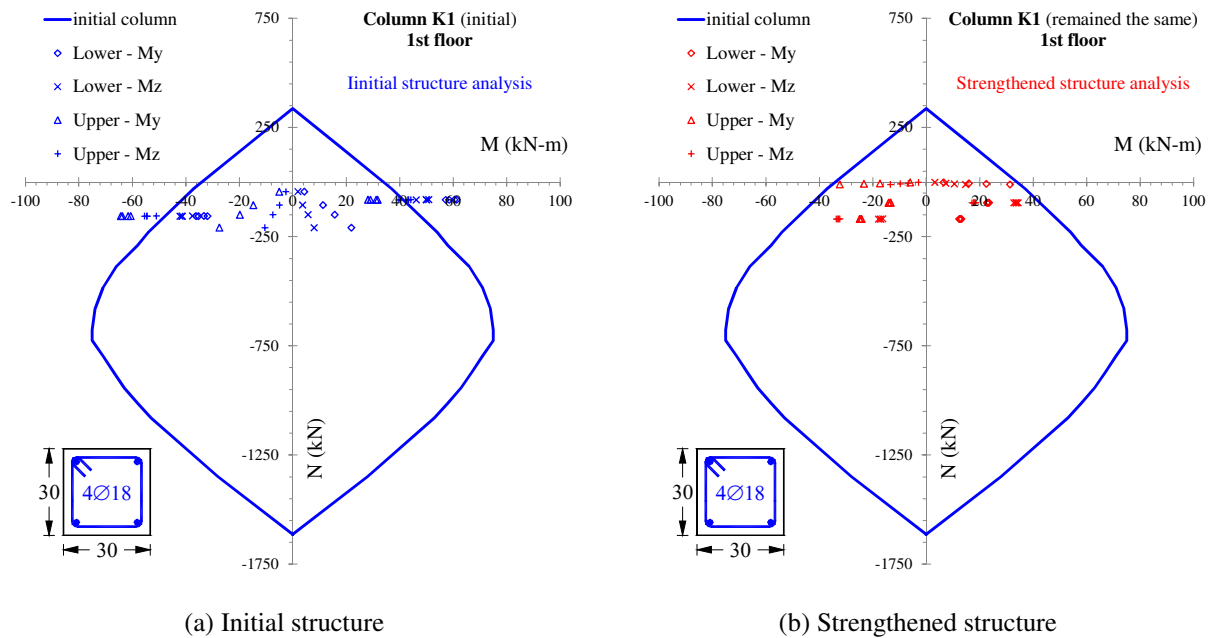 initial column
Lower - My
Lower - Mz
Upper - My
Upper - Mz
Column K1 (initial)
1st floor
Iinitial structure analysis
M (kN-m)
N (kN)
750
250
-250
-750
-1250
-1750
-100 -80 -60 -40 -20 0 20 40 60 80 100
30
4∅18
30
(a) Initial structure
initial column
Lower - My
Lower - Mz
Upper - My
Upper - Mz
Column K1 (remained the same)
1st floor
Strengthened structure analysis
M (kN-m)
N (kN)
750
250
-250
-750
-1250
-1750
-100 -80 -60 -40 -20 0 20 40 60 80 100
30
4∅18
30
(b) Strengthened structure